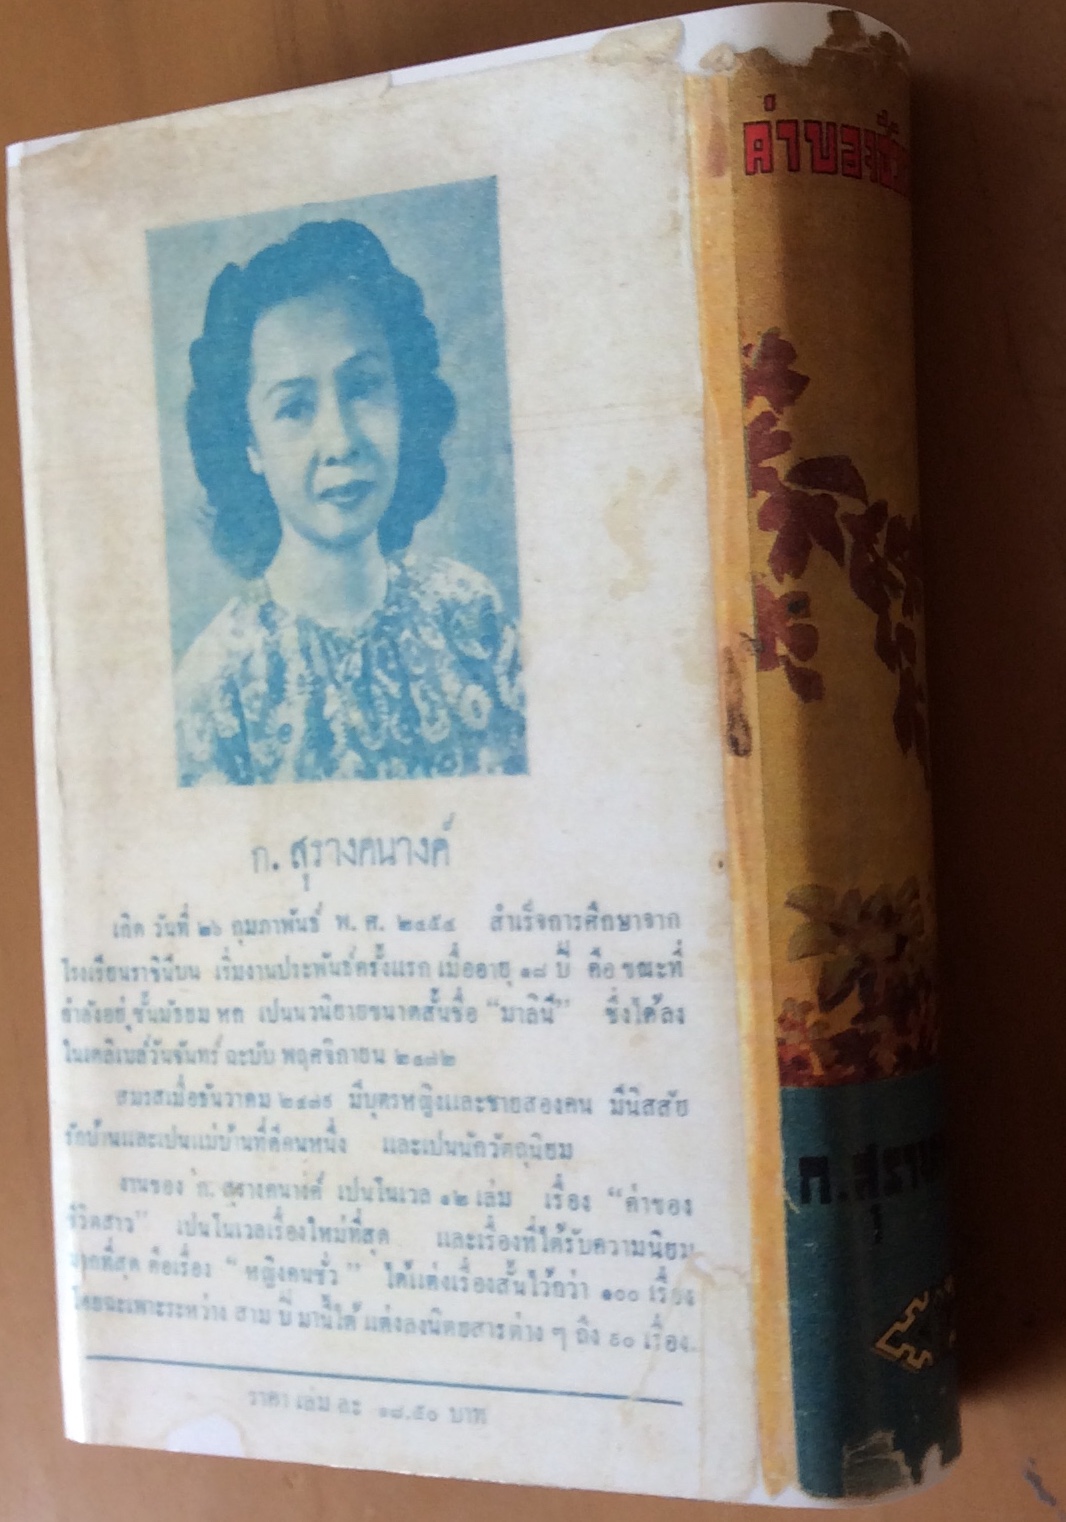 ก. สุรางคนางค์
เกิด วันที่ ๒๖ กุมภาพันธ์ พ. ศ. ๒๔๕๔ สำเร็จการศึกษาจาก
โรงเรียนราชินีบน เริ่มงานประพันธ์ครั้งแรก เมื่ออายุ ๑๘ ปี คือ ขณะที่
กำลังอยู่ ชั้นมัธยม หก เปนนวนิยายขนาดสั้นชื่อ “มาลินี” ซึ่งได้ลง
ในเดลิเมล์วันจันทร์ ฉะบับ พฤศจิกายน
สมรสเมื่อธันวาคม มีบุตรหญิงและชายสองคน มีนิสสัย
รักบ้านและเปนแม่บ้านที่ดีคนหนึ่ง และเปนนักวัตถุนิยม
งานของ ก. สุรางคนางค์ เปนโนเวล ๑๒ เล่ม เรื่อง “ค่าของ
ชีวิตสาว” เปนโนเวลเรื่องใหม่ที่สุด และเรื่องที่ได้รับความนิยม
มากที่สุด คือเรื่อง “ หญิงคนชั่ว ” ได้แต่งเรื่องสั้นไว้กว่า ๑๐๐ เรื่อง
โดยฉะเพาะระหว่าง สาม ปี มานี้ได้ แต่งลงนิตยสารต่าง ๆ ถึง เรื่อง.
ราคา เล่ม ละ ๑๘.๕๐ บาท
ค่าของชีวิต
ก. สุราง